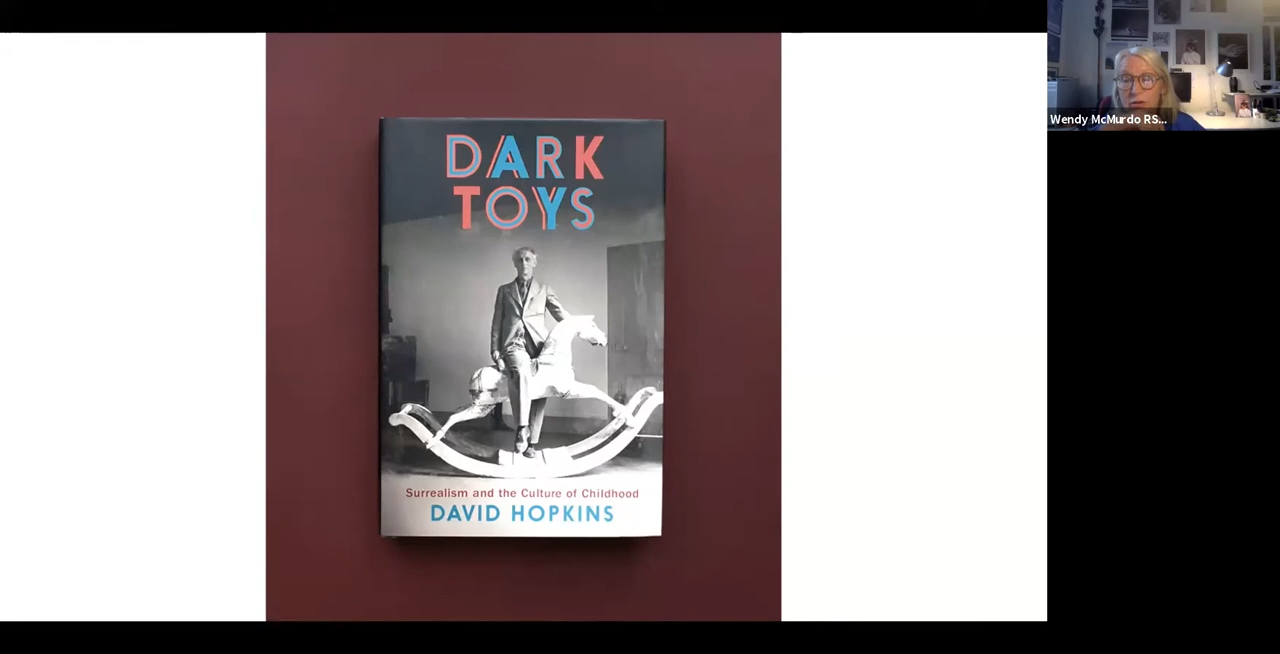 DARK
TOYS
Surrealism and the Culture of Childhood
DAVID HOPKINS
Wendy McMurdo RS...